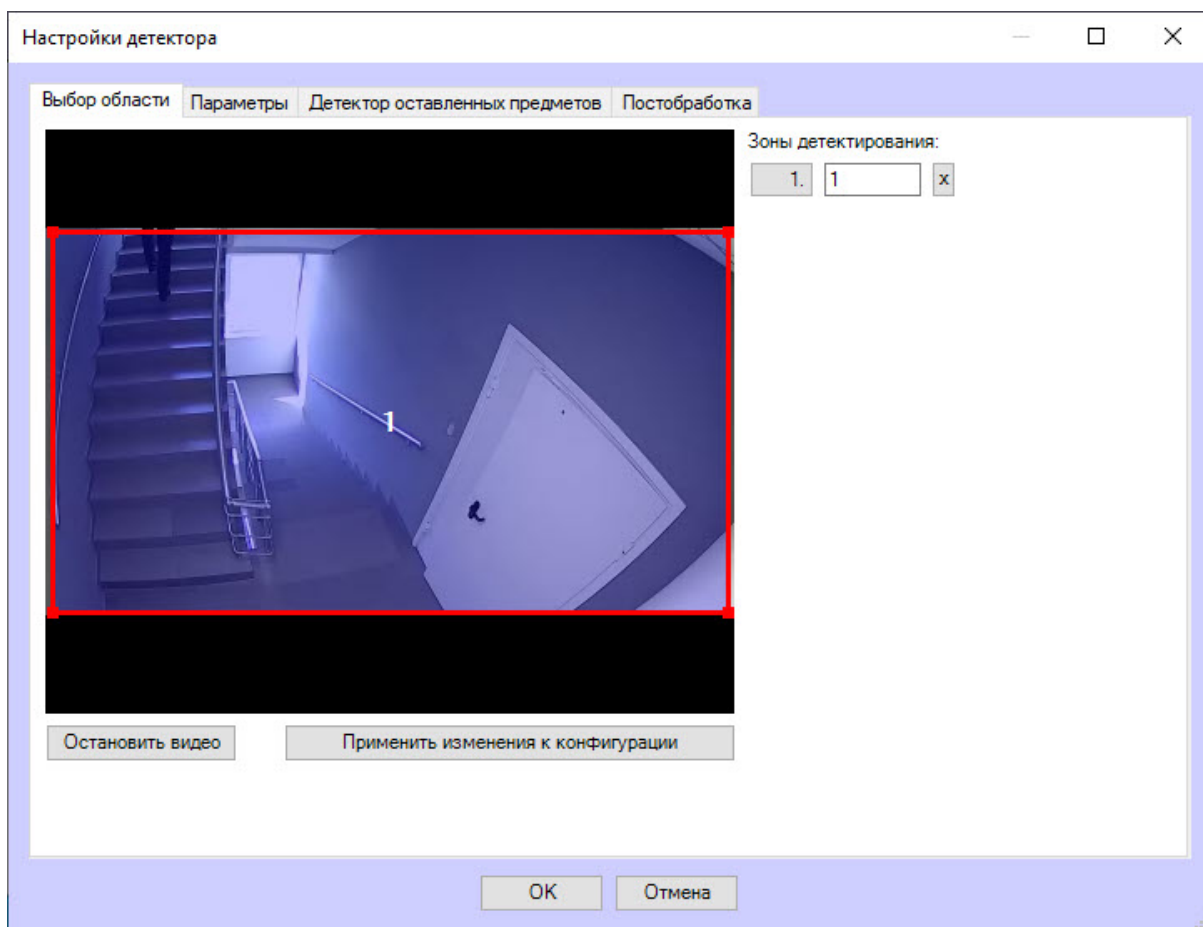 Настройки детектора
Выбор области Параметры Детектор оставленных предметов Постобработка
Зоны детектирования:
1. 1 x
1
Остановить видео Применить изменения к конфигурации
OK Отмена